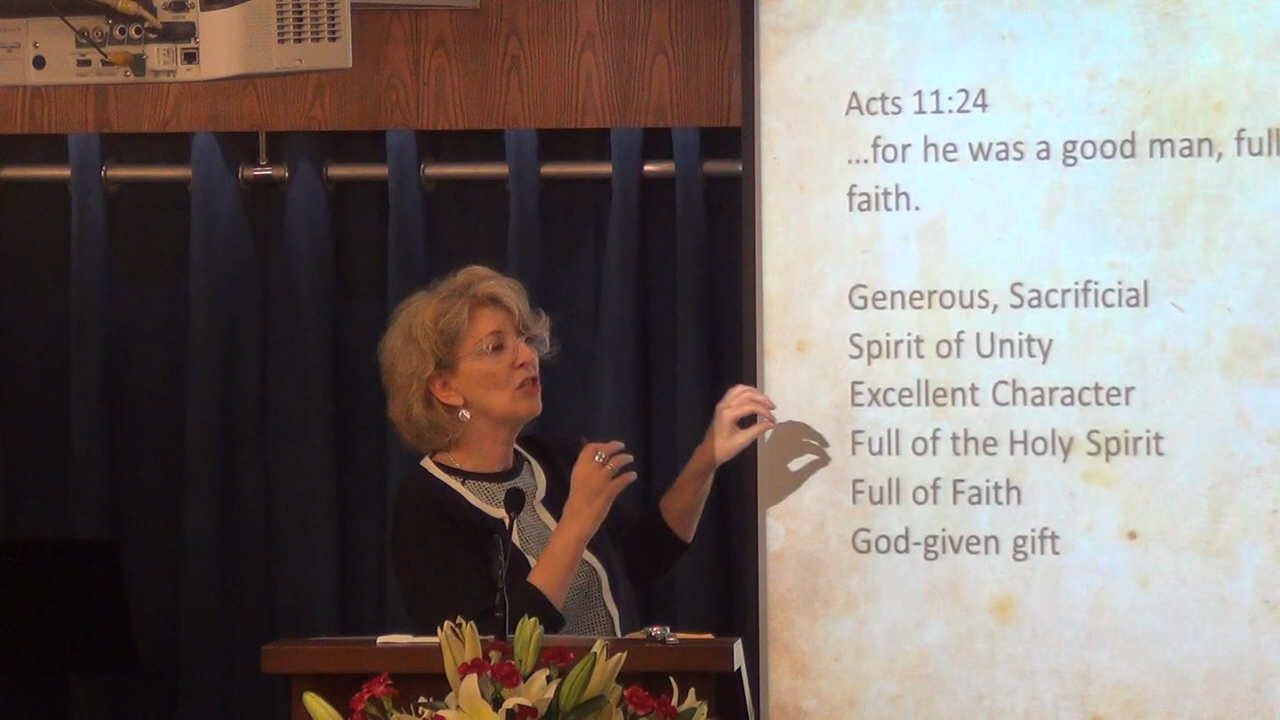 Acts 11:24
...for he was a good man, full
faith.
Generous, Sacrificial
Spirit of Unity
Excellent Character
Full of the Holy Spirit
Full of Faith
God-given gift